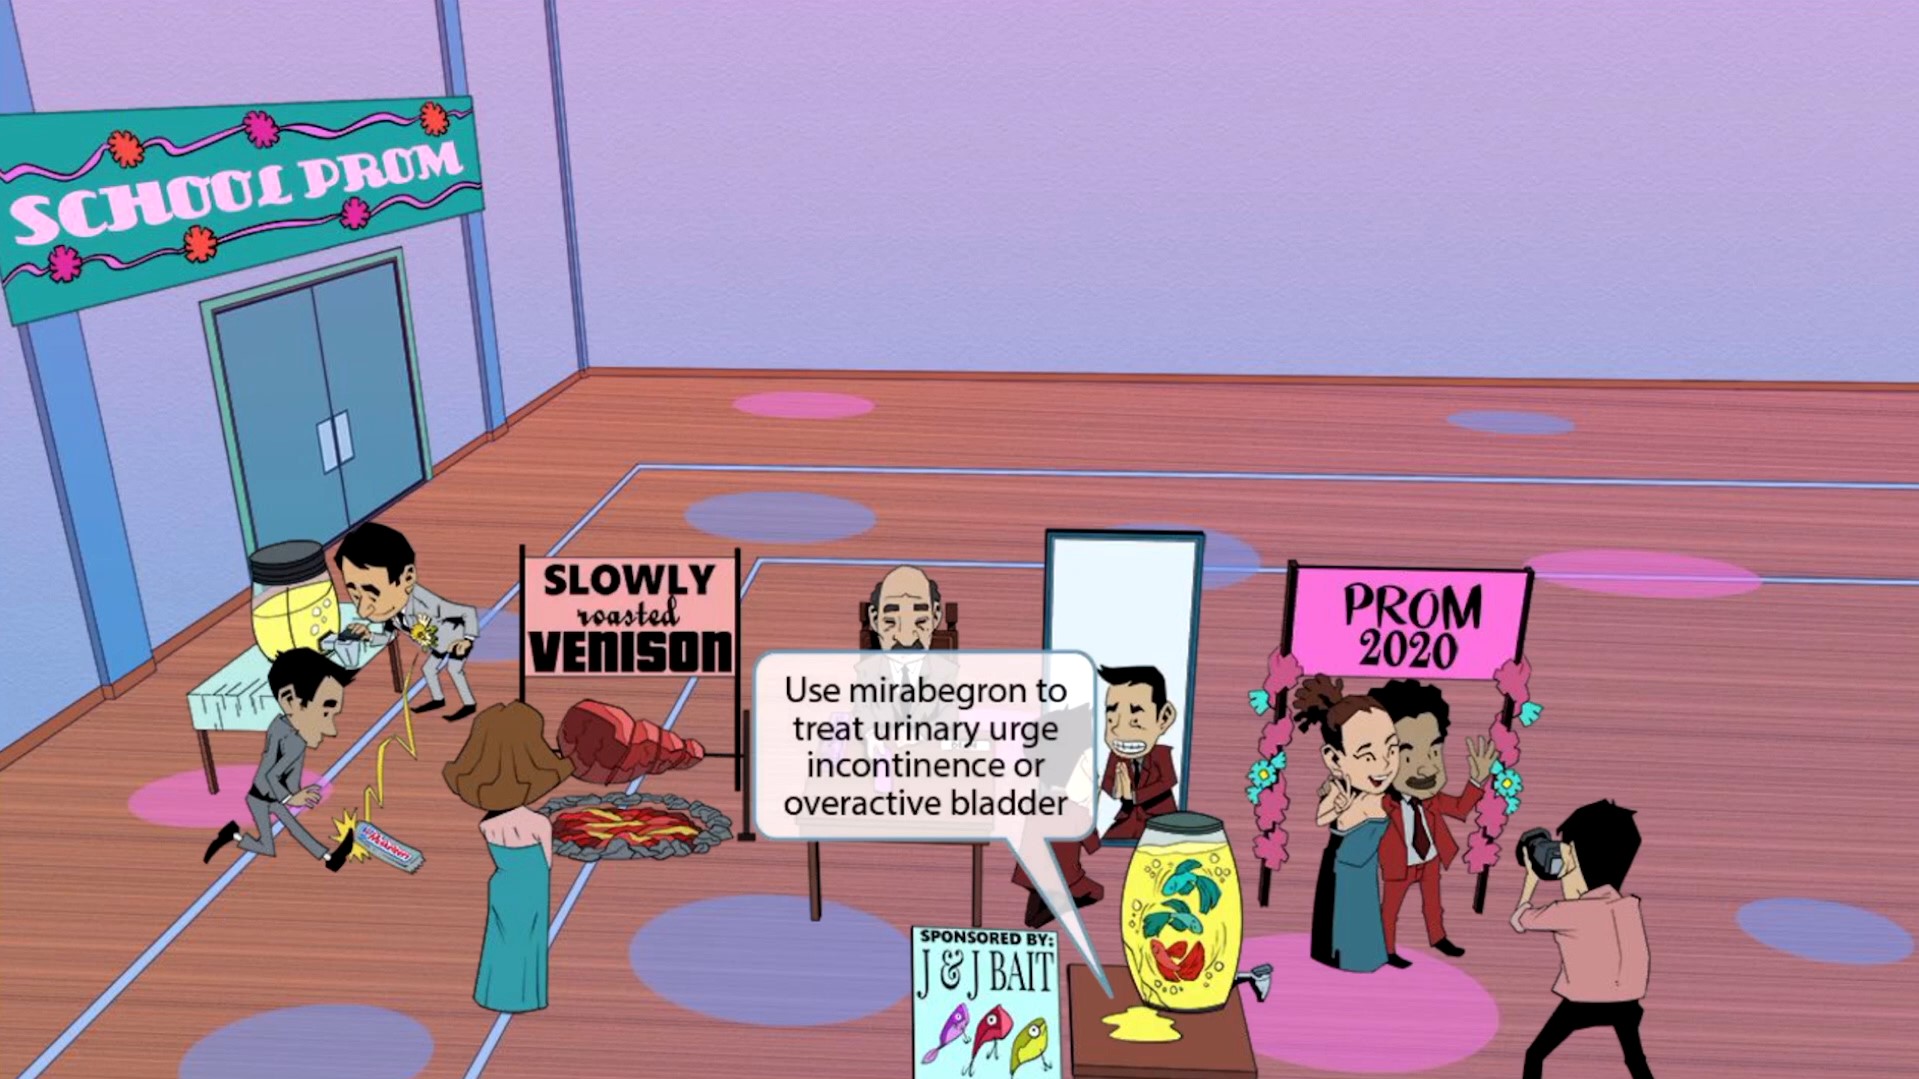 SCHOOL PROM
SLOWLY
roasted
VENISON
Use mirabegron to
treat urinary urge
incontinence or
overactive bladder
PROM
2020
SPONSORED BY:
J & J BAIT